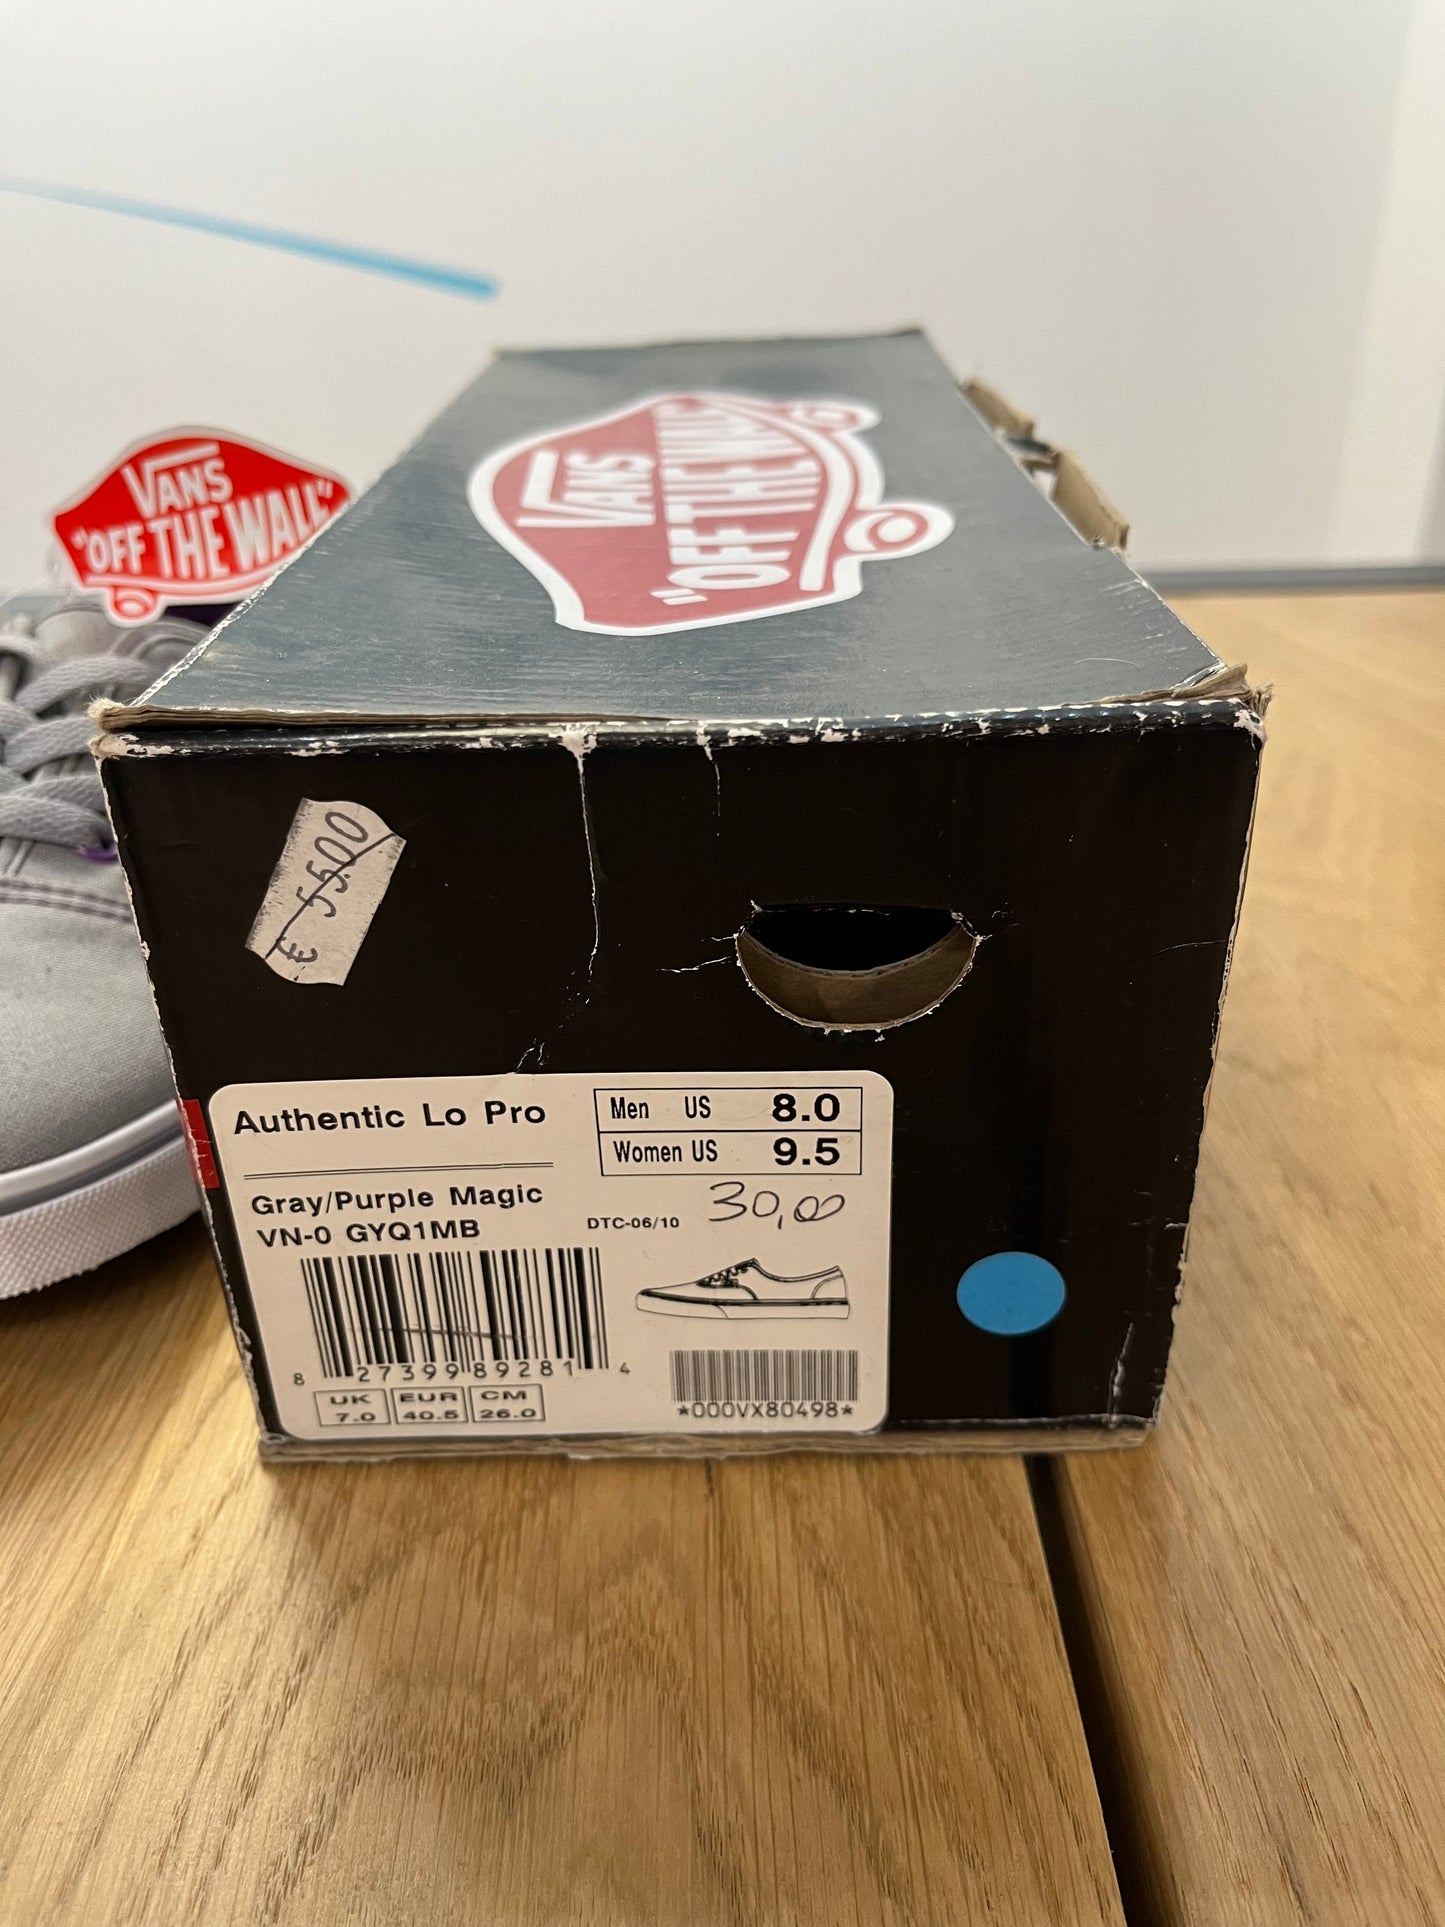 VANS
"OFF THE WALL"
VANS
"OFF THE WALL"
€ 55.00
Authentic Lo Pro
Men US 8.0
Women US 9.5
Gray/Purple Magic
VN-0 GYQ1MB
DTC-06/10
30,00
8 27399 89281 4
UK EUR CM
7.0 40.5 26.0
*000VX80498*